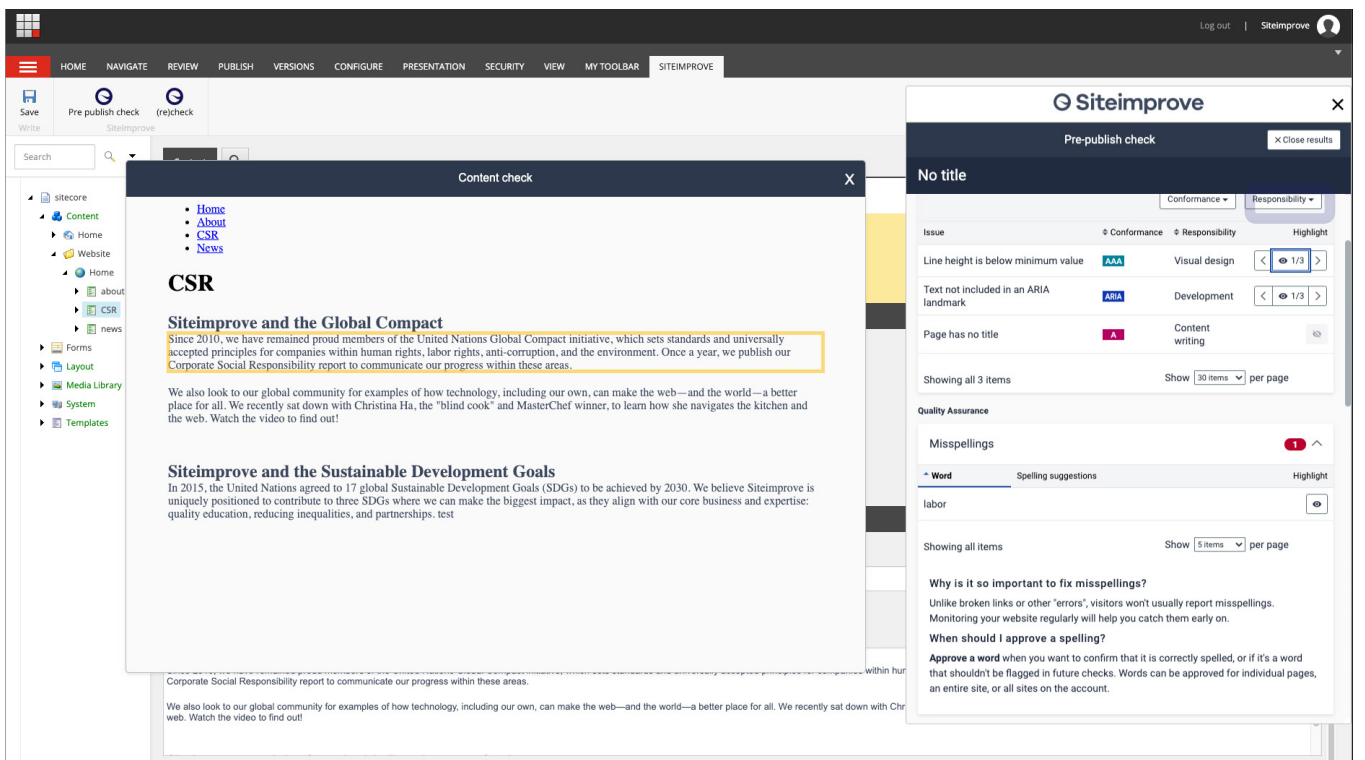 Log out | Siteimprove
HOME NAVIGATE REVIEW PUBLISH VERSIONS CONFIGURE PRESENTATION SECURITY VIEW MY TOOLBAR SITEIMPROVE
Save Pre publish check (re)check
Write Siteimprove
Search
sitecore
Content
Home
Website
Home
about
CSR
news
Forms
Layout
Media Library
System
Templates
Content check X
Home
About
CSR
News
CSR
Siteimprove and the Global Compact
Since 2010, we have remained proud members of the United Nations Global Compact initiative, which sets standards and universally
accepted principles for companies within human rights, labor rights, anti-corruption, and the environment. Once a year, we publish our
Corporate Social Responsibility report to communicate our progress within these areas.
We also look to our global community for examples of how technology, including our own, can make the web—and the world—a better
place for all. We recently sat down with Christina Ha, the "blind cook" and MasterChef winner, to learn how she navigates the kitchen and
the web. Watch the video to find out!
Siteimprove and the Sustainable Development Goals
In 2015, the United Nations agreed to 17 global Sustainable Development Goals (SDGs) to be achieved by 2030. We believe Siteimprove is
uniquely positioned to contribute to three SDGs where we can make the biggest impact, as they align with our core business and expertise:
quality education, reducing inequalities, and partnerships. test
within hur
Corporate Social Responsibility report to communicate our progress within these areas.
We also look to our global community for examples of how technology, including our own, can make the web—and the world—a better place for all. We recently sat down with Chr
web. Watch the video to find out!
Siteimprove
Pre-publish check × Close results
No title
Conformance Responsibility
Issue Conformance Responsibility Highlight
Line height is below minimum value AAA Visual design < 1/3 >
Text not included in an ARIA
landmark ARIA Development < 1/3 >
Page has no title A Content
writing
Showing all 3 items Show 30 items per page
Quality Assurance
Misspellings 1
Word Spelling suggestions Highlight
labor
Showing all items Show 5 items per page
Why is it so important to fix misspellings?
Unlike broken links or other "errors", visitors won't usually report misspellings.
Monitoring your website regularly will help you catch them early on.
When should I approve a spelling?
Approve a word when you want to confirm that it is correctly spelled, or if it's a word
that shouldn't be flagged in future checks. Words can be approved for individual pages,
an entire site, or all sites on the account.